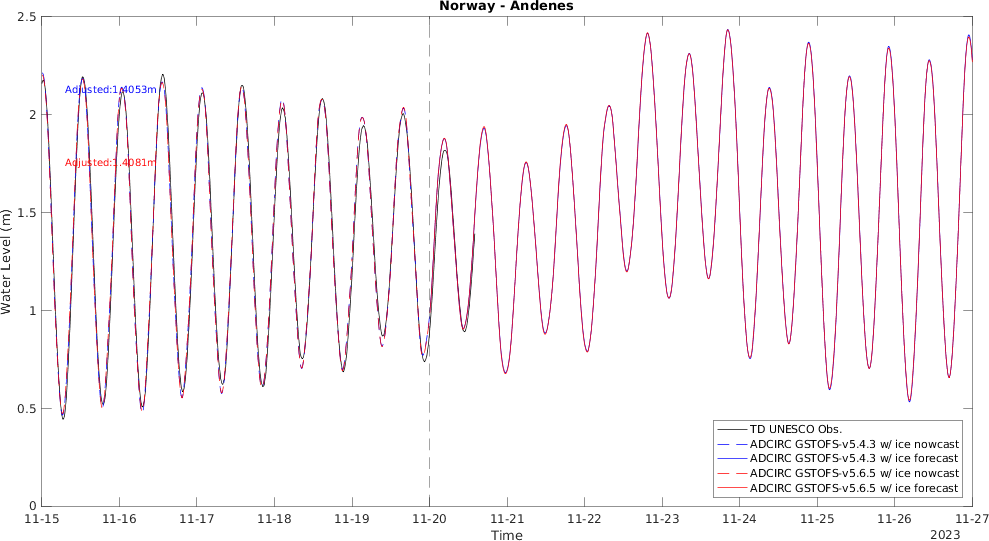 Norway - Andenes
2.5
2
1.5
1
0.5
0
Water Level (m)
Adjusted:1.4053m
Adjusted:1.4081m
TD UNESCO Obs.
ADCIRC GSTOFS-v5.4.3 w/ ice nowcast
ADCIRC GSTOFS-v5.4.3 w/ ice forecast
ADCIRC GSTOFS-v5.6.5 w/ ice nowcast
ADCIRC GSTOFS-v5.6.5 w/ ice forecast
11-15 11-16 11-17 11-18 11-19 11-20 11-21 11-22 11-23 11-24 11-25 11-26 11-27
Time
2023